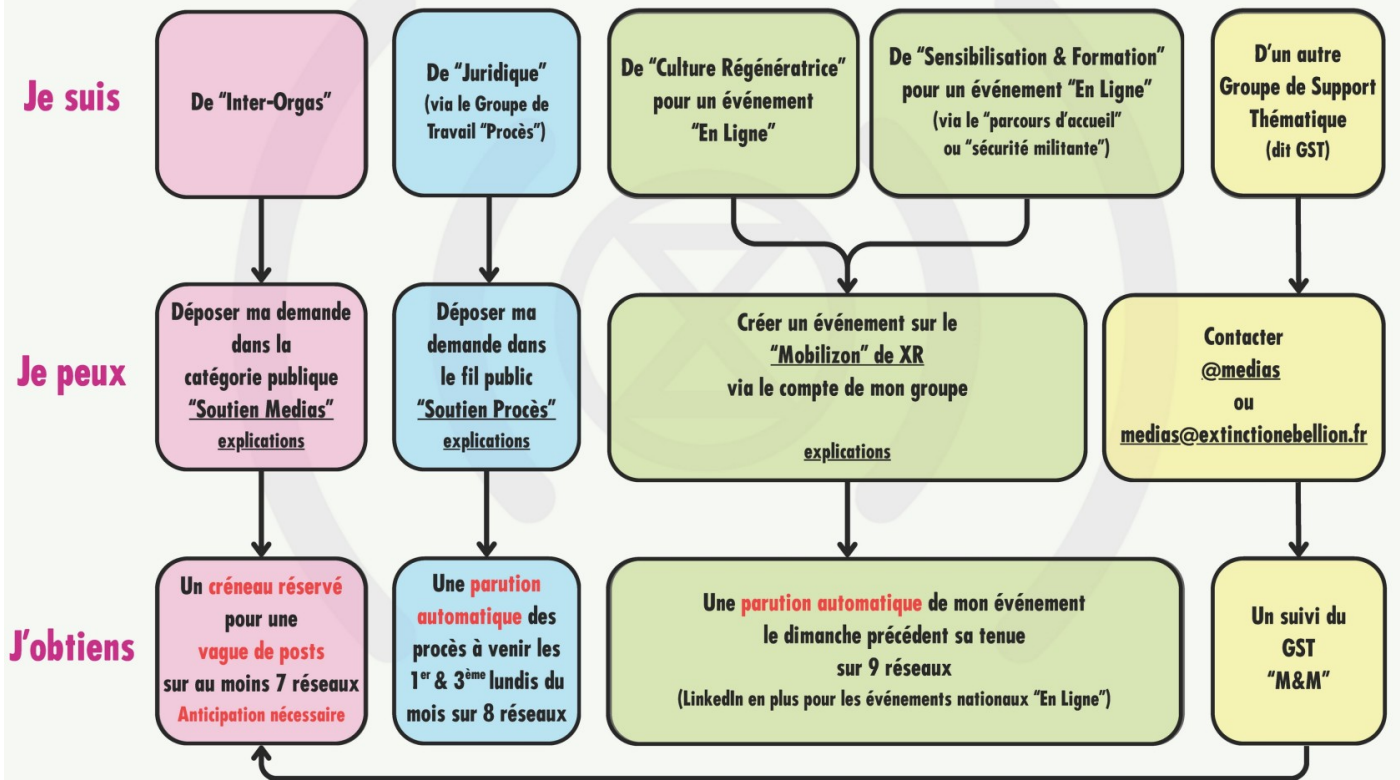 Je suis
De “Inter-Orgas”
De “Juridique”
(via le Groupe de
Travail “Procès”)
De “Culture Régénératrice”
pour un événement
“En Ligne”
De “Sensibilisation & Formation”
pour un événement “En Ligne”
(via le “parcours d’accueil”
ou “sécurité militante”)
D’un autre
Groupe de Support
Thématique
(dit GST)
Je peux
Déposer ma demande
dans la
catégorie publique
“Soutien Medias”
explications
Déposer ma
demande dans
le fil public
“Soutien Procès”
explications
Créer un événement sur le
“Mobilizon” de XR
via le compte de mon groupe
explications
Contacter
@medias
ou
medias@extinctionebellion.fr
J’obtiens
Un créneau réservé
pour une
vague de posts
sur au moins 7 réseaux
Anticipation nécessaire
Une parution
automatique des
procès à venir les
1er & 3ème lundis du
mois sur 8 réseaux
Une parution automatique de mon événement
le dimanche précédent sa tenue
sur 9 réseaux
(LinkedIn en plus pour les événements nationaux “En Ligne”)
Un suivi du
GST
“M&M”